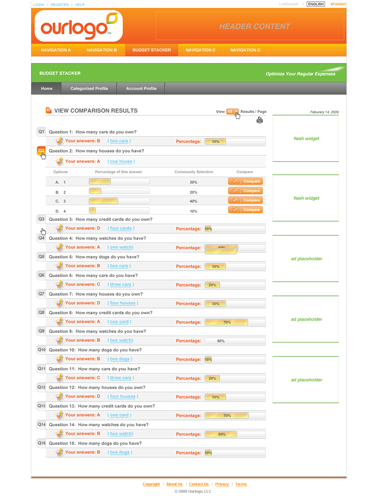 LOGIN | REGISTER | HELP
LANGUAGE: ENGLISH SPANISH
ourlogo
HEADER CONTENT
NAVIGATION A NAVIGATION B BUDGET STACKER NAVIGATION C NAVIGATION D
BUDGET STACKER
Optimize Your Regular Expenses
Home Categorized Profile Account Profile
VIEW COMPARISON RESULTS
View Results / Page
February 14, 2009
Q1 Question 1: How many cars do you own?
Your answers: B ( two cars ) Percentage: 70%
flash widget
Question 2: How many houses do you have?
Your answers: A ( one house )
Options Percentage of this answer Community Selection Compare
A. 1 30% Compare
B. 2 20% Compare
flash widget
C. 3 40% Compare
D. 4 10% Compare
Q3 Question 3: How many credit cards do you own?
Your answers: D ( four cards ) Percentage: 10%
Q4 Question 4: How many watches do you have?
Your answers: A ( one watch) Percentage:
Q5 Question 5: How many dogs do you have?
ad placeholder
Your answers: B ( two cars ) Percentage: 70%
Q6 Question 6: How many cars do you have?
Your answers: C ( three cars ) Percentage: 20%
Q7 Question 7: How many houses do you own?
Your answers: D ( four houses ) Percentage: 70%
Q8 Question 8: How many credit cards do you own?
Your answers: A ( one card ) Percentage: 70%
ad placeholder
Q9 Question 9: How many watches do you have?
Your answers: B ( two watch) Percentage: 80%
Q10 Question 10: How many dogs do you have?
Your answers: B ( two dogs ) Percentage: 10%
Q11 Question 11: How many cars do you have?
Your answers: C ( three cars ) Percentage: 20%
ad placeholder
Q12 Question 12: How many houses do you own?
Your answers: D ( four houses ) Percentage: 70%
Q13 Question 13: How many credit cards do you own?
Your answers: A ( one card ) Percentage: 70%
Q14 Question 14: How many watches do you have?
Your answers: B ( two watch) Percentage: 80%
Q15 Question 15: How many dogs do you have?
Your answers: B ( two dogs ) Percentage: 10%
Copyright | About Us | Contact Us | Privacy | Terms
© 2009 Ourlogo LLC